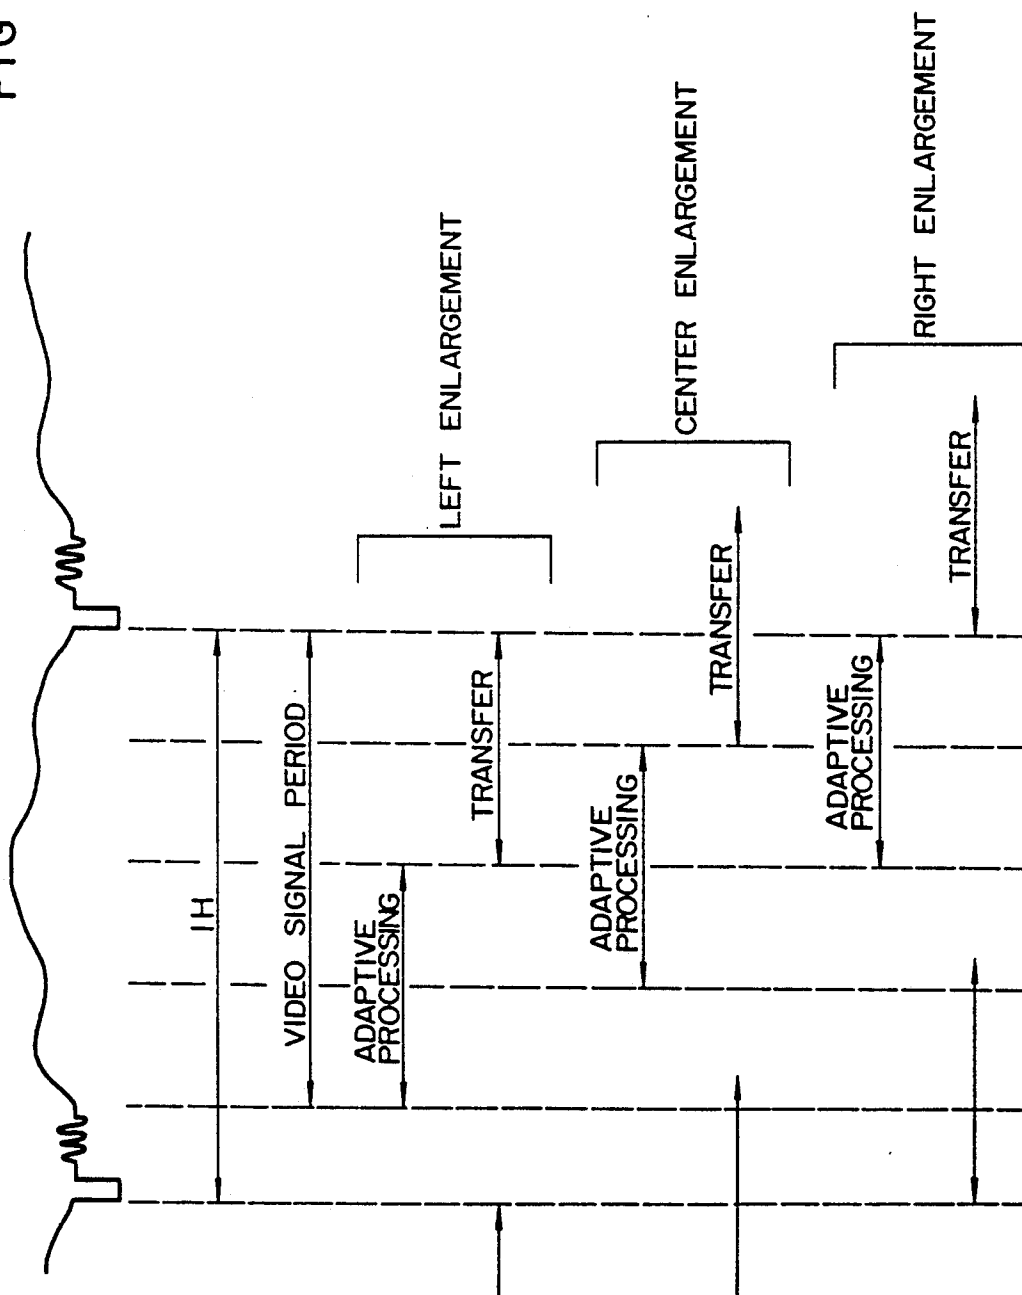 FIG
1H
VIDEO SIGNAL PERIOD
ADAPTIVE
PROCESSING
TRANSFER
LEFT ENLARGEMENT
ADAPTIVE
PROCESSING
TRANSFER
CENTER ENLARGEMENT
ADAPTIVE
PROCESSING
TRANSFER
RIGHT ENLARGEMENT